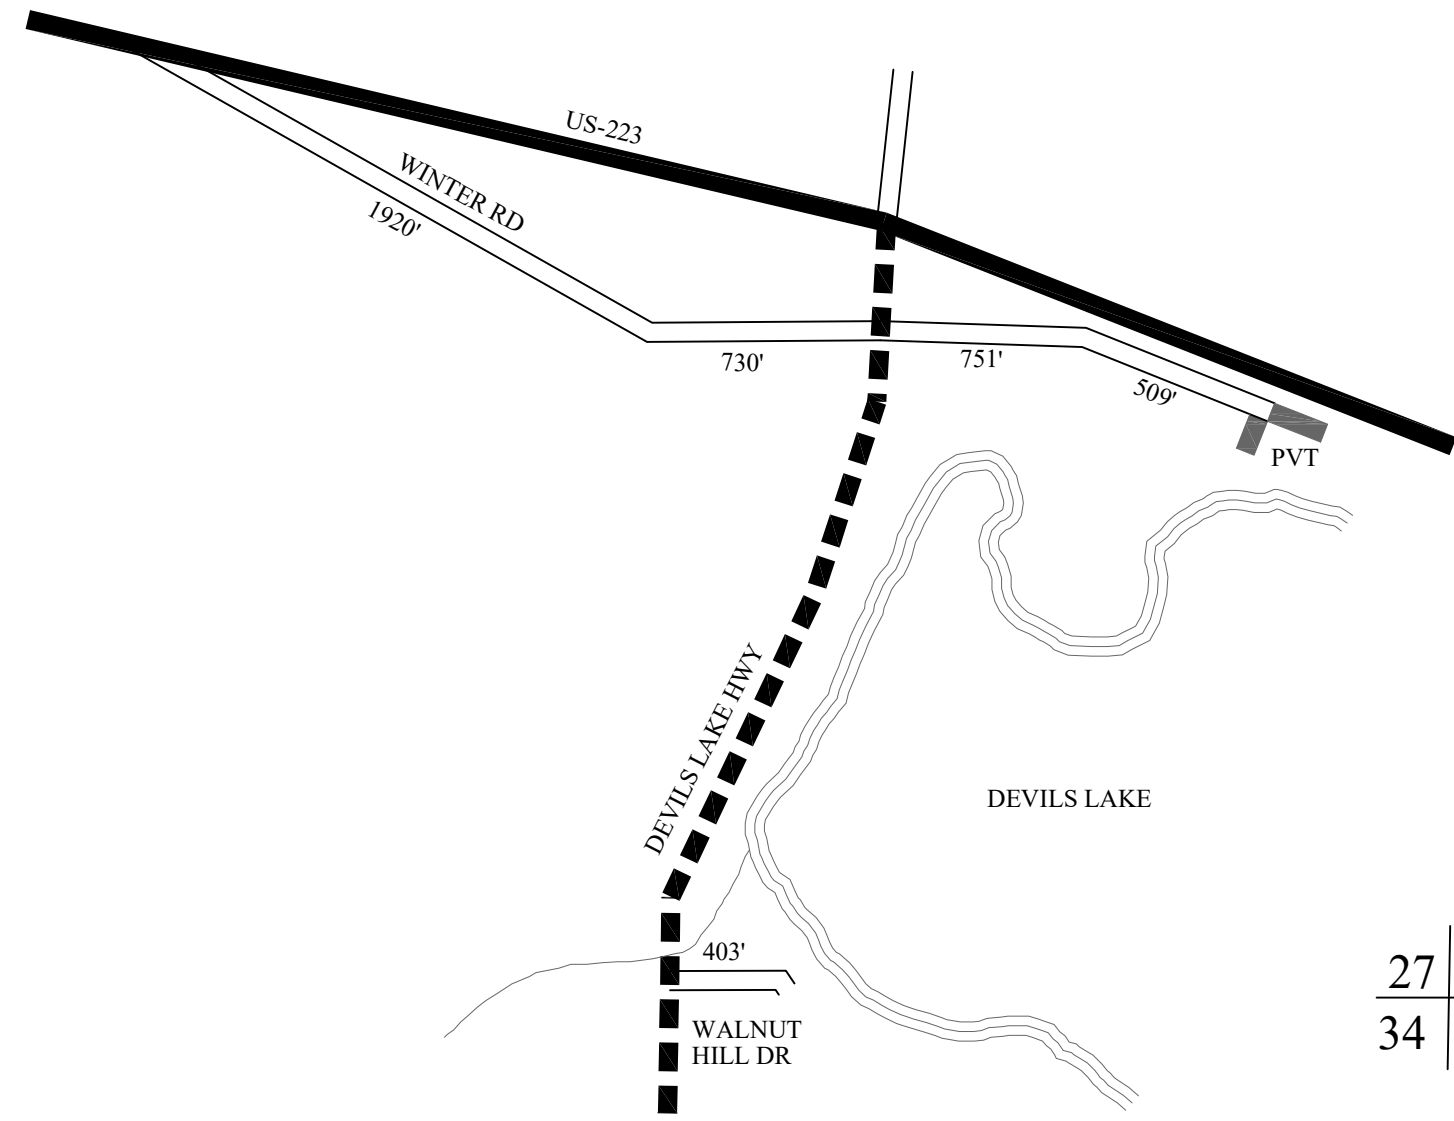 US-223
WINTER RD
1920'
730'
751'
509'
PVT
DEVILS LAKE HWY
DEVILS LAKE
403'
WALNUT
HILL DR
27
34